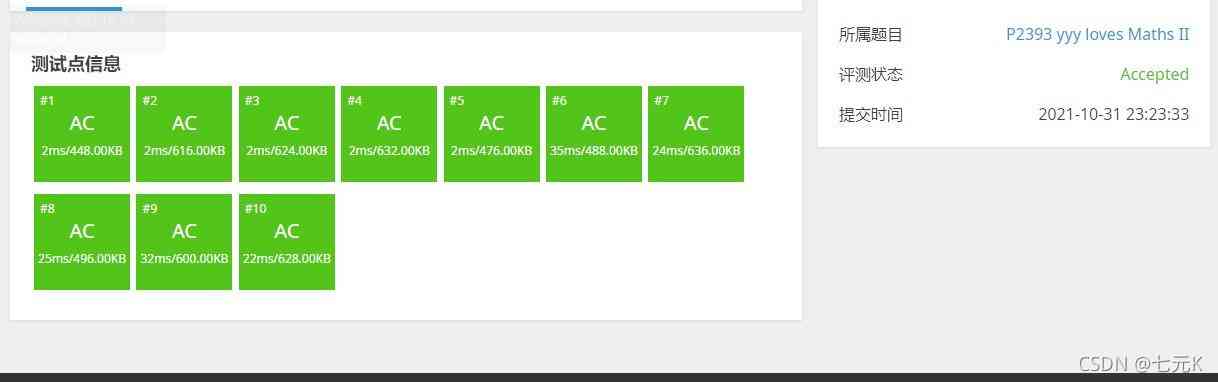 测试点信息
#1
AC
2ms/448.00KB
#2
AC
2ms/616.00KB
#3
AC
2ms/624.00KB
#4
AC
2ms/632.00KB
#5
AC
2ms/476.00KB
#6
AC
35ms/488.00KB
#7
AC
24ms/636.00KB
#8
AC
25ms/496.00KB
#9
AC
32ms/600.00KB
#10
AC
22ms/628.00KB
所属题目 P2393 yyy loves Maths II
评测状态 Accepted
提交时间 2021-10-31 23:23:33
CSDN @七元K